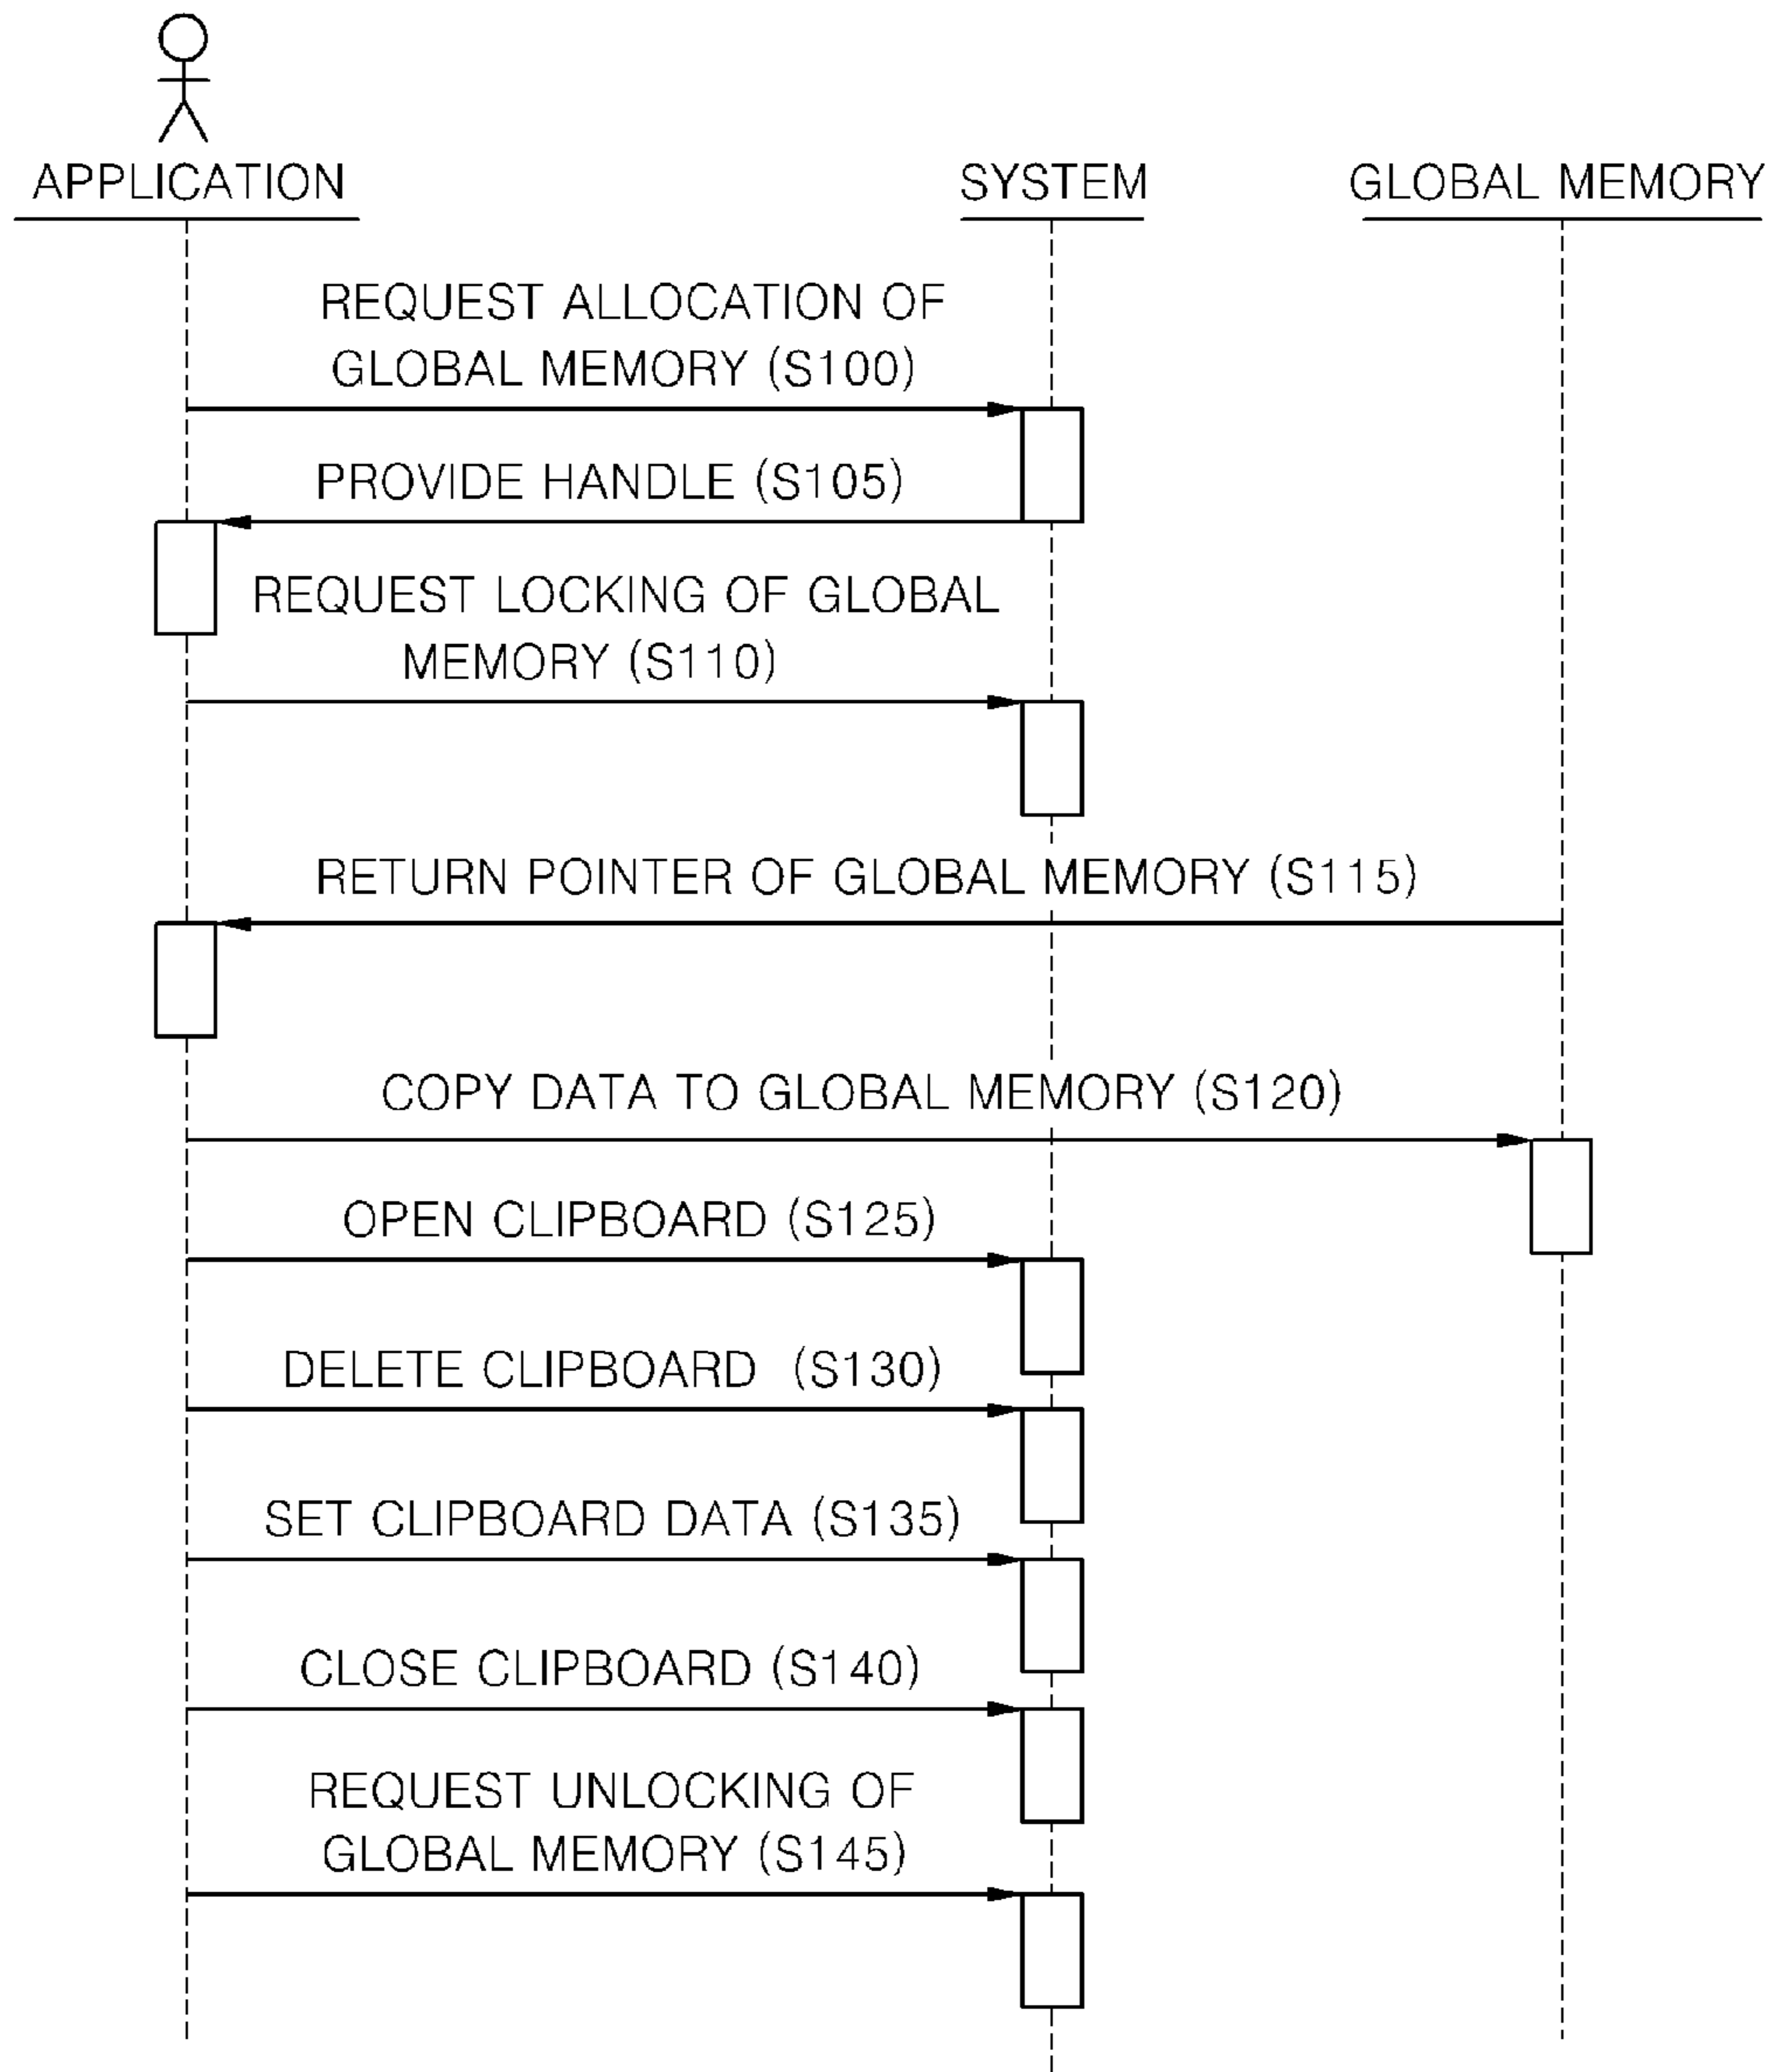 APPLICATION
SYSTEM
GLOBAL MEMORY
REQUEST ALLOCATION OF
GLOBAL MEMORY (S100)
PROVIDE HANDLE (S105)
REQUEST LOCKING OF GLOBAL
MEMORY (S110)
RETURN POINTER OF GLOBAL MEMORY (S115)
COPY DATA TO GLOBAL MEMORY (S120)
OPEN CLIPBOARD (S125)
DELETE CLIPBOARD (S130)
SET CLIPBOARD DATA (S135)
CLOSE CLIPBOARD (S140)
REQUEST UNLOCKING OF
GLOBAL MEMORY (S145)